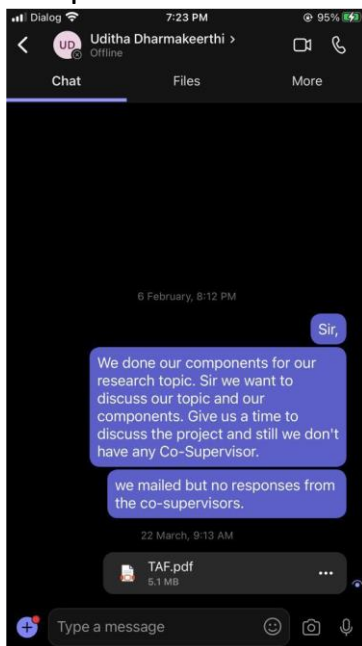 Dialog
7:23 PM
95%
UD
Uditha Dharmakeerthi >
Offline
Chat
Files
More
6 February, 8:12 PM
Sir,
We done our components for our
research topic. Sir we want to
discuss our topic and our
components. Give us a time to
discuss the project and still we don't
have any Co-Supervisor.
we mailed but no responses from
the co-supervisors.
22 March, 9:13 AM
TAF.pdf
5.1 MB
Type a message